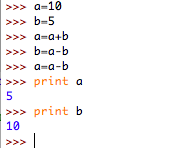 >>> a=10
>>> b=5
>>> a=a+b
>>> b=a-b
>>> a=a-b
>>> print a
5
>>> print b
10
>>>